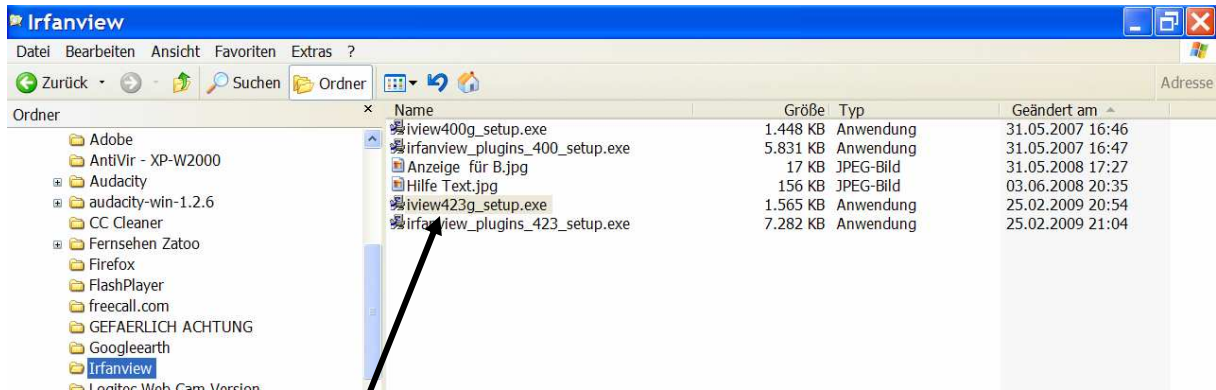 Irfanview
Datei Bearbeiten Ansicht Favoriten Extras ?
Zurück Suchen Ordner Adresse
Ordner ×
Adobe
AntiVir - XP-W2000
Audacity
audacity-win-1.2.6
CC Cleaner
Fernsehen Zatoo
Firefox
FlashPlayer
freecall.com
GEFAERLICH ACHTUNG
Googleearth
Irfanview
Logitec Web Cam Version
Name Größe Typ Geändert am
iview400g_setup.exe 1.448 KB Anwendung 31.05.2007 16:46
irfanview_plugins_400_setup.exe 5.831 KB Anwendung 31.05.2007 16:47
Anzeige für B.jpg 17 KB JPEG-Bild 31.05.2008 17:27
Hilfe Text.jpg 156 KB JPEG-Bild 03.06.2008 20:35
iview423g_setup.exe 1.565 KB Anwendung 25.02.2009 20:54
irfanview_plugins_423_setup.exe 7.282 KB Anwendung 25.02.2009 21:04